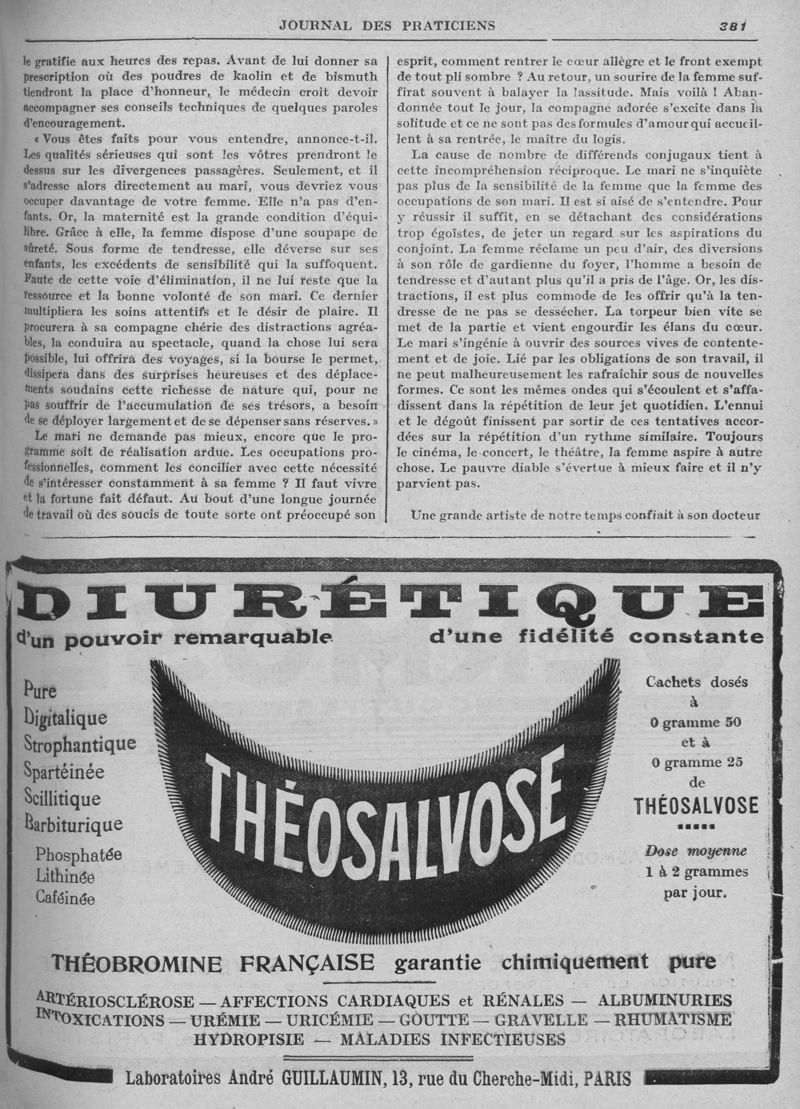 JOURNAL DES PRATICIENS 381
le gratifie aux heures des repas. Avant de lui donner sa
prescription où des poudres de kaolin et de bismuth
tiendront la place d'honneur, le médecin croit devoir
accompagner ses conseils techniques de quelques paroles
d'encouragement.
« Vous êtes faits pour vous entendre, annonce-t-il.
Les qualités sérieuses qui sont les vôtres prendront le
dessus sur les divergences passagères. Seulement, et il
s'adresse alors directement au mari, vous devriez vous
occuper davantage de votre femme. Elle n'a pas d'en-
fants. Or, la maternité est la grande condition d'équi-
libre. Grâce à elle, la femme dispose d'une soupape de
sûreté. Sous forme de tendresse, elle déverse sur ses
enfants, les excédents de sensibilité qui la suffoquent.
Faute de cette voie d'élimination, il ne lui reste que la
ressource et la bonne volonté de son mari. Ce dernier
multipliera les soins attentifs et le désir de plaire. Il
procurera à sa compagne chérie des distractions agréa-
bles, la conduira au spectacle, quand la chose lui sera
possible, lui offrira des voyages, si la bourse le permet,
dissipera dans des surprises heureuses et des déplace-
ments soudains cette richesse de nature qui, pour ne
pas souffrir de l'accumulation de ses trésors, a besoin
de se déployer largement et de se dépenser sans réserves. »
Le mari ne demande pas mieux, encore que le pro-
gramme soit de réalisation ardue. Les occupations pro-
fessionnelles, comment les concilier avec cette nécessité
de s'intéresser constamment à sa femme ? Il faut vivre
et la fortune fait défaut. Au bout d'une longue journée
de travail où des soucis de toute sorte ont préoccupé son
esprit, comment rentrer le cœur allègre et le front exempt
de tout pli sombre ? Au retour, un sourire de la femme suf-
firat souvent à balayer la lassitude. Mais voilà ! Aban-
donnée tout le jour, la compagne adorée s'excite dans la
solitude et ce ne sont pas des formules d'amour qui accueil-
lent à sa rentrée, le maître du logis.
La cause de nombre de différends conjugaux tient à
cette incompréhension réciproque. Le mari ne s'inquiète
pas plus de la sensibilité de la femme que la femme des
occupations de son mari. Il est si aisé de s'entendre. Pour
y réussir il suffit, en se détachant des considérations
trop égoïstes, de jeter un regard sur les aspirations du
conjoint. La femme réclame un peu d'air, des diversions
à son rôle de gardienne du foyer, l'homme a besoin de
tendresse et d'autant plus qu'il a pris de l'âge. Or, les dis-
tractions, il est plus commode de les offrir qu'à la ten-
dresse de ne pas se dessécher. La torpeur bien vite se
met de la partie et vient engourdir les élans du cœur.
Le mari s'ingénie à ouvrir des sources vives de contente-
ment et de joie. Lié par les obligations de son travail, il
ne peut malheureusement les rafraîchir sous de nouvelles
formes. Ce sont les mêmes ondes qui s'écoulent et s'affa-
dissent dans la répétition de leur jet quotidien. L'ennui
et le dégoût finissent par sortir de ces tentatives accor-
dées sur la répétition d'un rythme similaire. Toujours
le cinéma, le concert, le théâtre, la femme aspire à autre
chose. Le pauvre diable s'évertue à mieux faire et il n'y
parvient pas.
Une grande artiste de notre temps confiait à son docteur
DIURÉTIQUE
d'un pouvoir remarquable d'une fidélité constante
Pure
Digitalique
Strophantique
Spartéinée
Scillitique
Barbiturique
Phosphatée
Lithinée
Caféinée
THÉOSALVOSE
Cachets dosés
à
0 gramme 50
et à
0 gramme 25
de
THÉOSALVOSE
Dose moyenne
1 à 2 grammes
par jour.
THÉOBROMINE FRANÇAISE garantie chimiquement pure
ARTÉRIOSCLÉROSE — AFFECTIONS CARDIAQUES et RÉNALES — ALBUMINURIES
INTOXICATIONS — URÉMIE — URICÉMIE — GOUTTE — GRAVELLE — RHUMATISME
HYDROPISIE — MALADIES INFECTIEUSES
Laboratoires André GUILLAUMIN, 13, rue du Cherche-Midi, PARIS